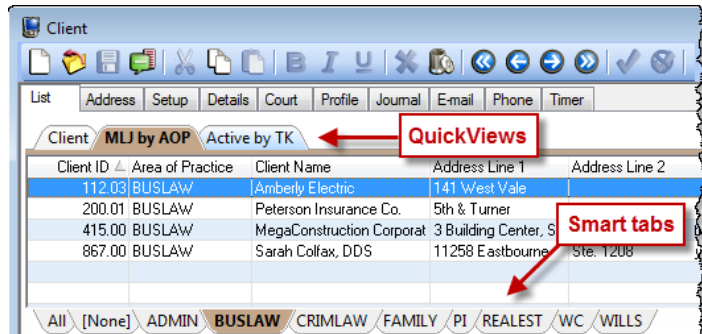 Client
B I U
List Address Setup Details Court Profile Journal E-mail Phone Timer
Client MLJ by AOP Active by TK QuickViews
Client ID Area of Practice Client Name Address Line 1 Address Line 2
112.03 BUSLAW Amberly Electric 141 West Vale
200.01 BUSLAW Peterson Insurance Co. 5th & Turner
415.00 BUSLAW MegaConstruction Corporat 3 Building Center, S
Smart tabs
867.00 BUSLAW Sarah Colfax, DDS 11258 Eastbourne Ste. 1208
All [None] ADMIN BUSLAW CRIMLAW FAMILY PI REALEST WC WILLS